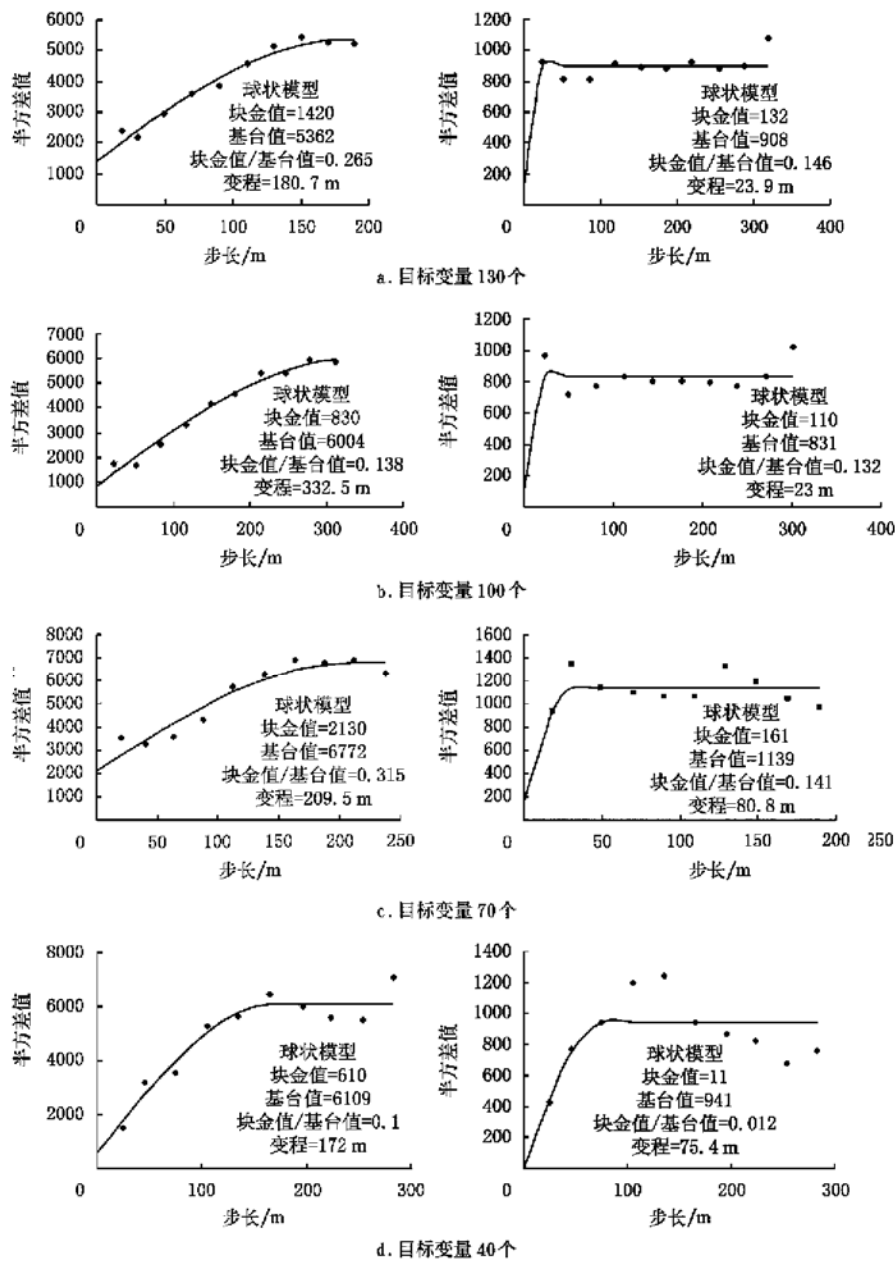 6000
5000
4000
3000
2000
1000
半方差值
球状模型
块金值=1420
基台值=5362
块金值/基台值=0.265
变程=180.7 m
0 50 100 150 200
步长/m
1200
1000
800
600
400
200
半方差值
球状模型
块金值=132
基台值=908
块金值/基台值=0.146
变程=23.9 m
0 100 200 300 400
步长/m
a.目标变量130个
7000
6000
5000
4000
3000
2000
1000
半方差值
球状模型
块金值=830
基台值=6004
块金值/基台值=0.138
变程=332.5 m
0 100 200 300 400
步长/m
1200
1000
800
600
400
200
半方差值
球状模型
块金值=110
基台值=831
块金值/基台值=0.132
变程=23 m
0 100 200 300 400
步长/m
b.目标变量100个
8000
7000
6000
5000
4000
3000
2000
1000
半方差值
球状模型
块金值=2130
基台值=6772
块金值/基台值=0.315
变程=209.5 m
0 50 100 150 200 250
步长/m
1600
1400
1200
1000
800
600
400
200
半方差值
球状模型
块金值=161
基台值=1139
块金值/基台值=0.141
变程=80.8 m
0 50 100 150 200 250
步长/m
c.目标变量70个
8000
6000
4000
2000
半方差值
球状模型
块金值=610
基台值=6109
块金值/基台值=0.1
变程=172 m
0 100 200 300
步长/m
1400
1200
1000
800
600
400
200
半方差值
球状模型
块金值=11
基台值=941
块金值/基台值=0.012
变程=75.4 m
0 100 200 300
步长/m
d.目标变量40个